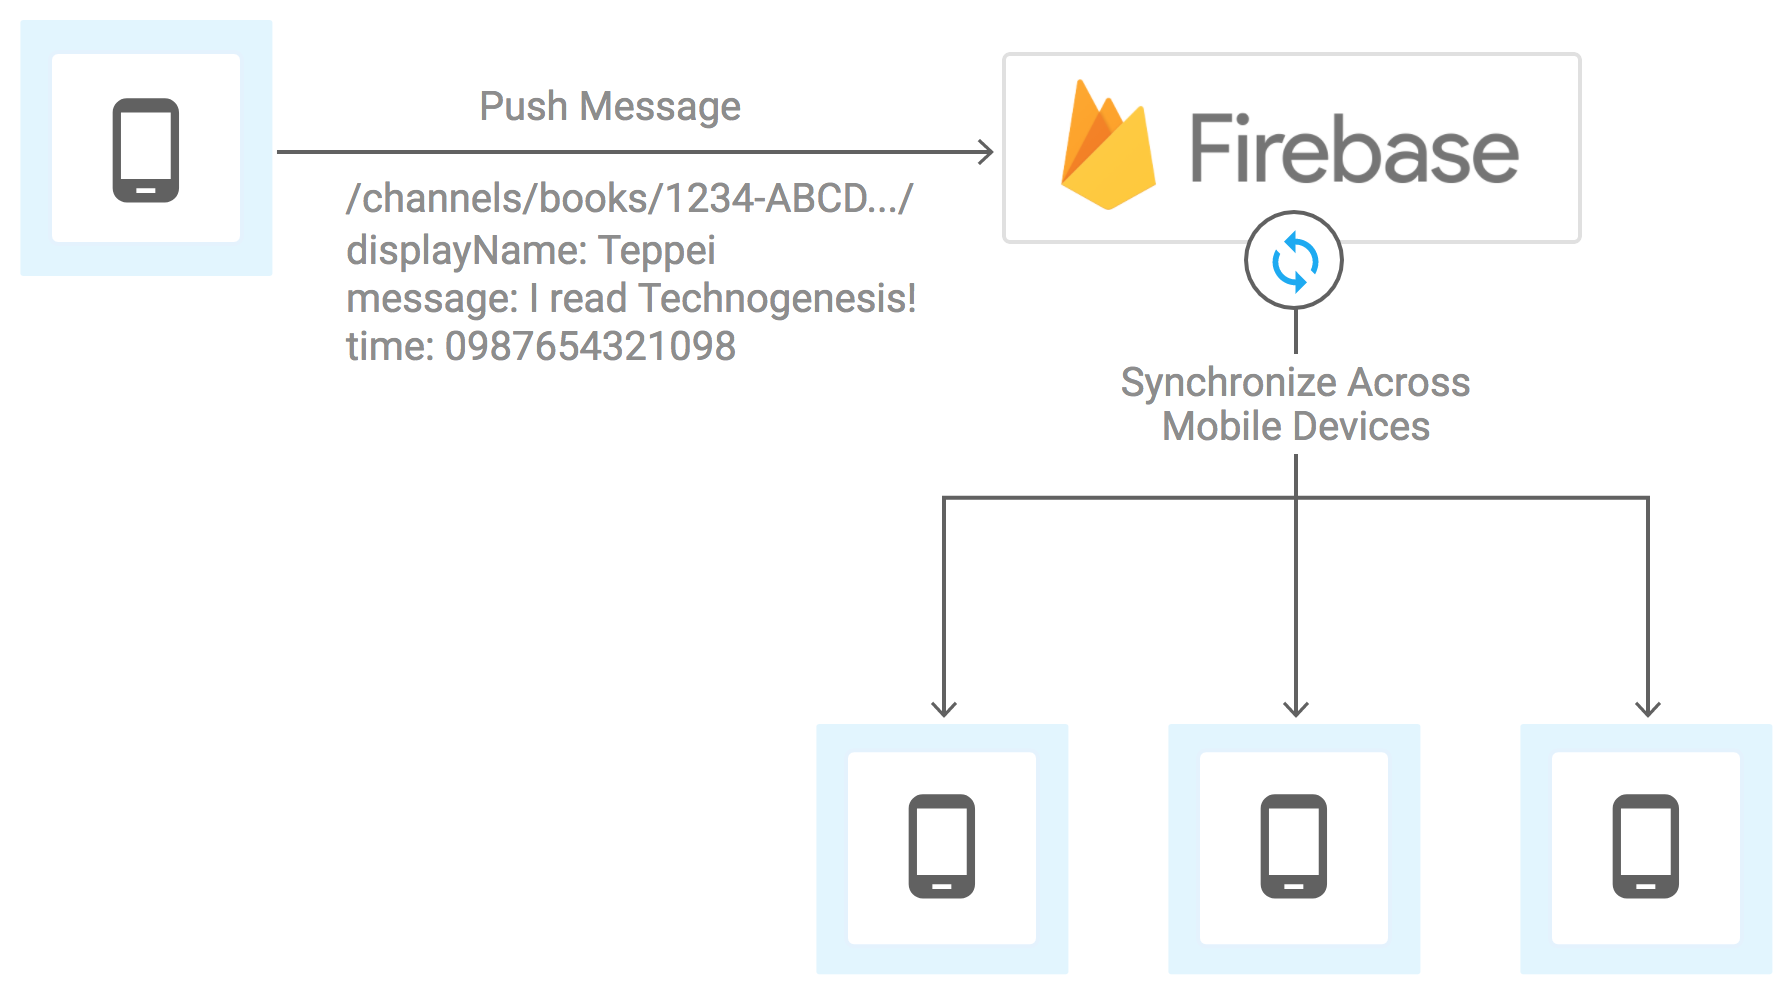 Push Message
/channels/books/1234-ABCD.../
displayName: Teppei
message: I read Technogenesis!
time: 0987654321098
Firebase
Synchronize Across
Mobile Devices